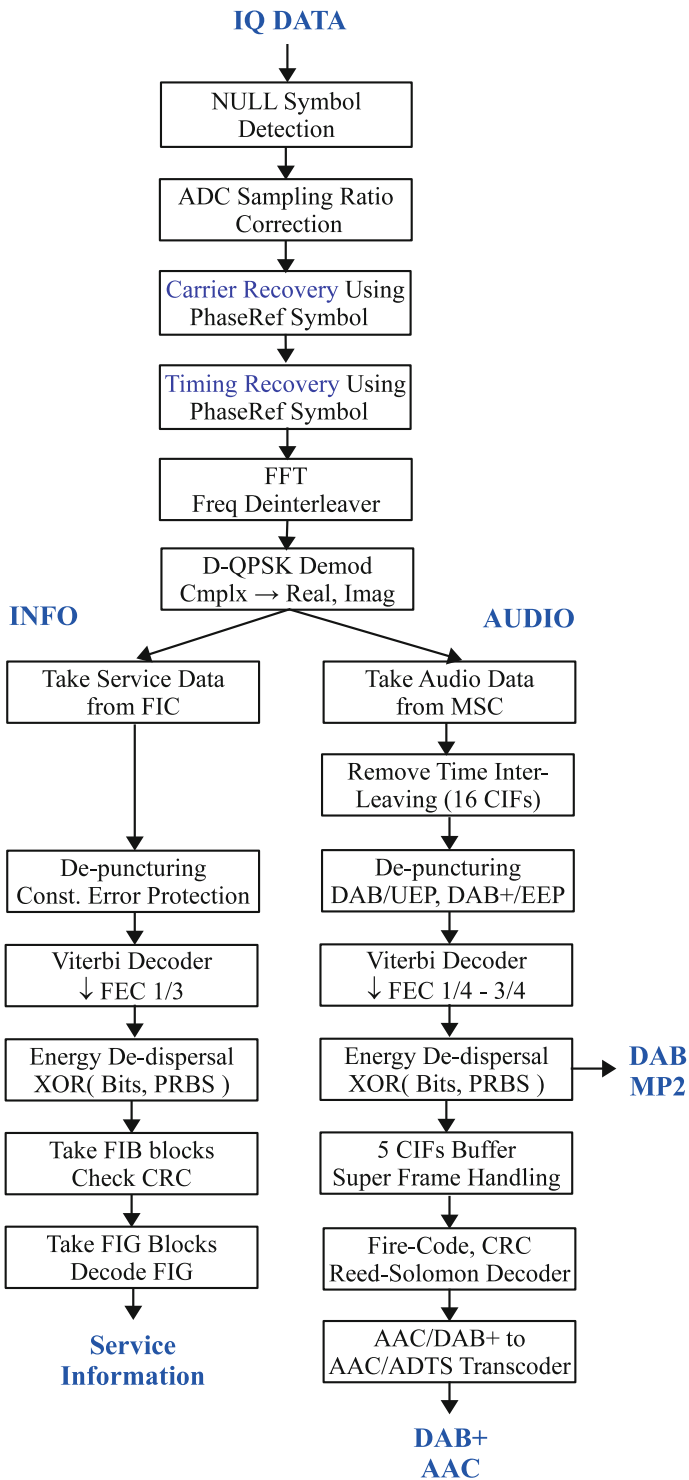 IQ DATA
NULL Symbol
Detection
ADC Sampling Ratio
Correction
Carrier Recovery Using
PhaseRef Symbol
Timing Recovery Using
PhaseRef Symbol
FFT
Freq Deinterleaver
D-QPSK Demod
Cmplx → Real, Imag
INFO
Take Service Data
from FIC
De-puncturing
Const. Error Protection
Viterbi Decoder
↓ FEC 1/3
Energy De-dispersal
XOR( Bits, PRBS )
Take FIB blocks
Check CRC
Take FIG Blocks
Decode FIG
Service
Information
AUDIO
Take Audio Data
from MSC
Remove Time Inter-
Leaving (16 CIFs)
De-puncturing
DAB/UEP, DAB+/EEP
Viterbi Decoder
↓ FEC 1/4 - 3/4
Energy De-dispersal
XOR( Bits, PRBS )
DAB
MP2
5 CIFs Buffer
Super Frame Handling
Fire-Code, CRC
Reed-Solomon Decoder
AAC/DAB+ to
AAC/ADTS Transcoder
DAB+
AAC